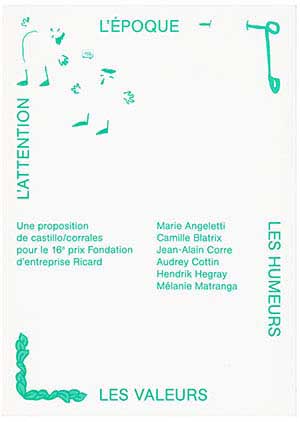 L'ÉPOQUE
L'ATTENTION
Une proposition
de castillo/corrales
pour le 16e prix Fondation
d'entreprise Ricard
Marie Angeletti
Camille Blatrix
Jean-Alain Corre
Audrey Cottin
Hendrik Hegray
Mélanie Matranga
LES HUMEURS
LES VALEURS